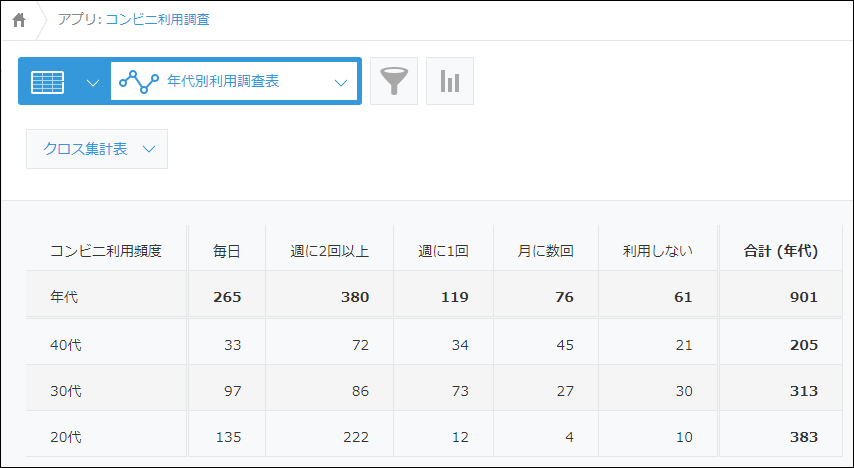 アプリ: コンビニ利用調査
年代別利用調査表
クロス集計表
コンビニ利用頻度 毎日 週に2回以上 週に1回 月に数回 利用しない 合計 (年代)
年代 265 380 119 76 61 901
40代 33 72 34 45 21 205
30代 97 86 73 27 30 313
20代 135 222 12 4 10 383